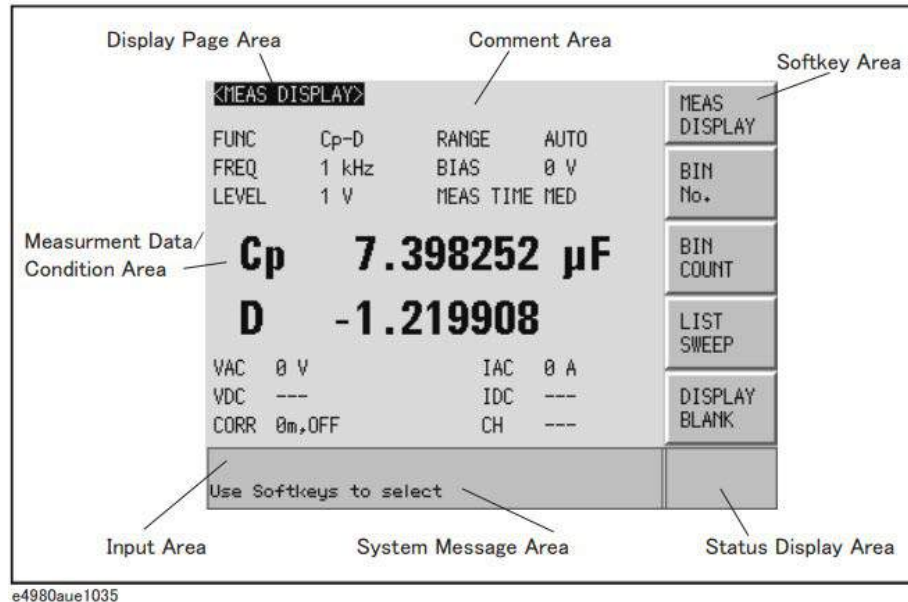 Display Page Area
Comment Area
Softkey Area
<MEAS DISPLAY>
FUNC Cp-D RANGE AUTO
FREQ 1 kHz BIAS 0 V
LEVEL 1 V MEAS TIME MED
Measurment Data/
Condition Area
Cp 7.398252 µF
D -1.219908
VAC 0 V IAC 0 A
VDC --- IDC ---
CORR 0m,OFF CH ---
MEAS
DISPLAY
BIN
No.
BIN
COUNT
LIST
SWEEP
DISPLAY
BLANK
Use Softkeys to select
Input Area
System Message Area
Status Display Area
e4980aue1035